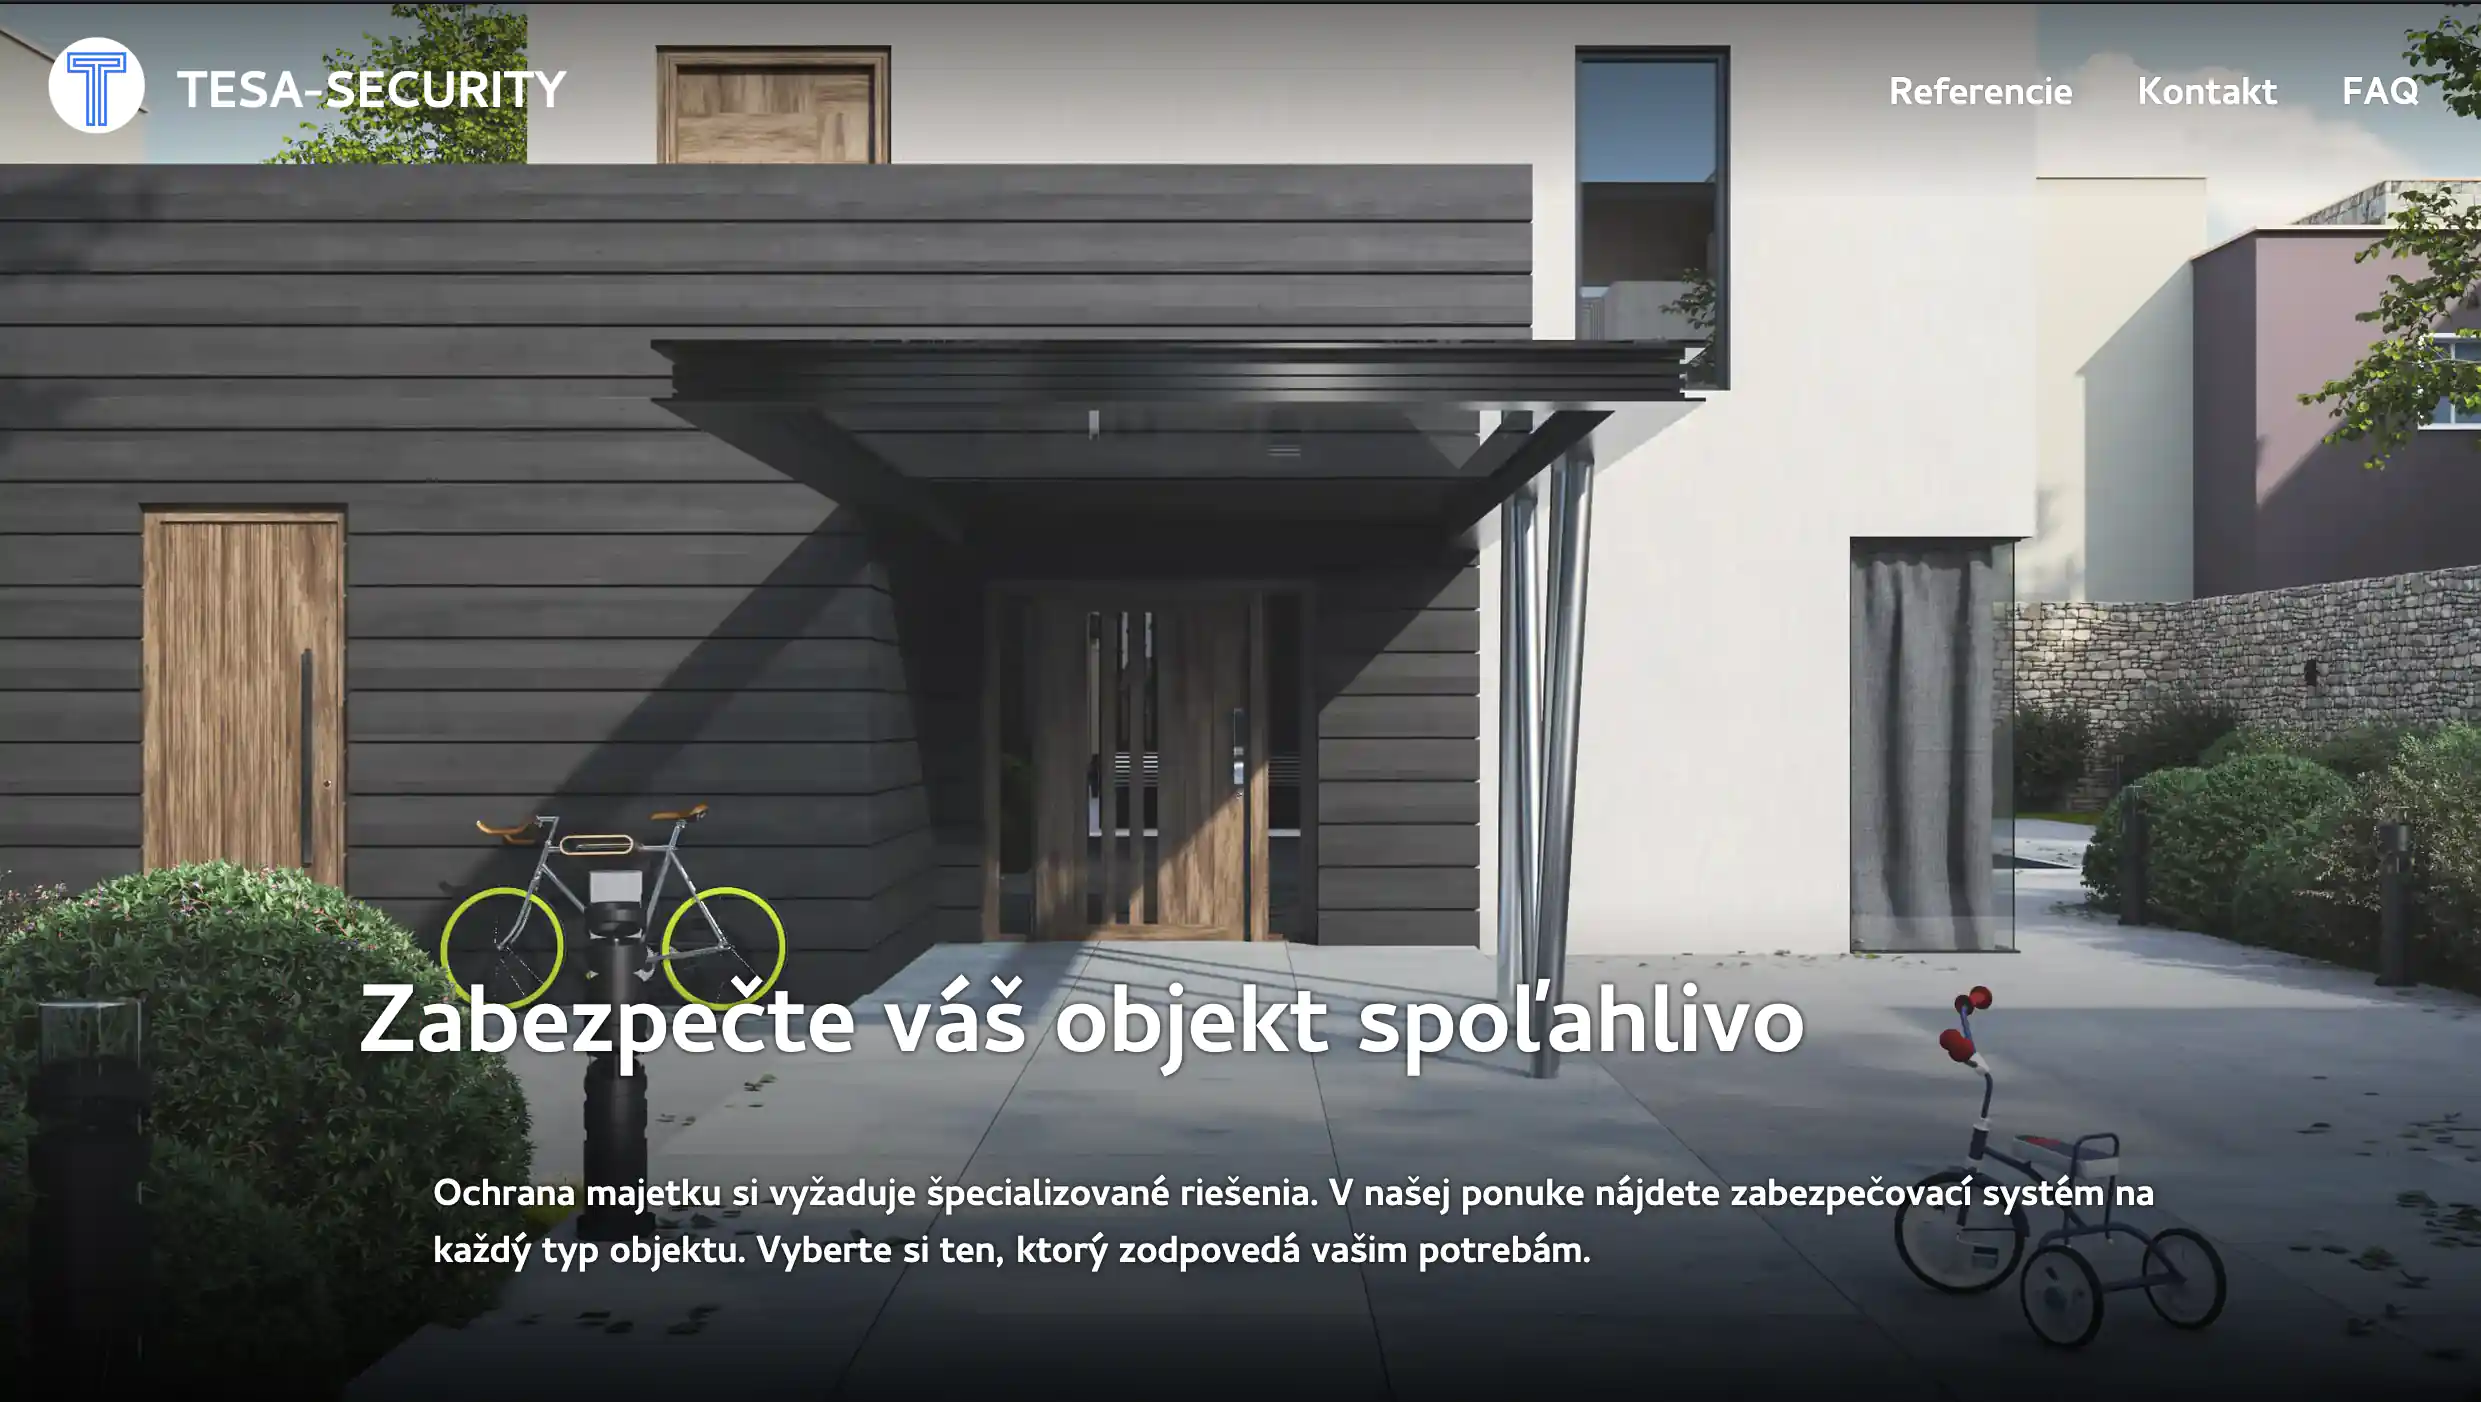 TESA-SECURITY
Referencie Kontakt FAQ
Zabezpečte váš objekt spoľahlivo
Ochrana majetku si vyžaduje špecializované riešenia. V našej ponuke nájdete zabezpečovací systém na
každý typ objektu. Vyberte si ten, ktorý zodpovedá vašim potrebám.